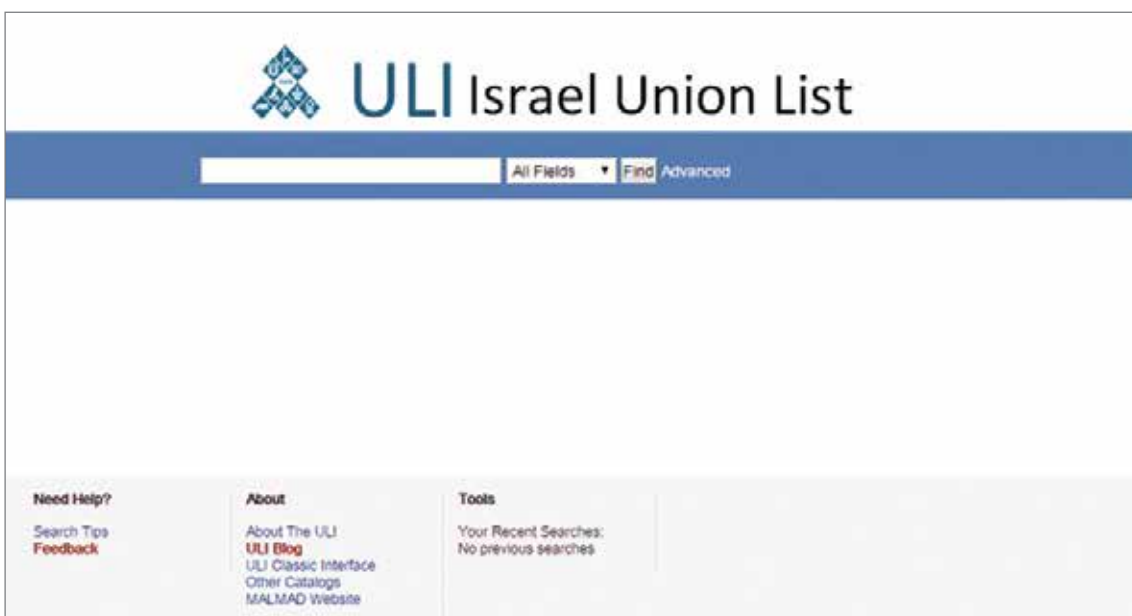 ULI Israel Union List
All Fields Find Advanced
Need Help?
Search Tips
Feedback
About
About The ULI
ULI Blog
ULI Classic Interface
Other Catalogs
MALMAD Website
Tools
Your Recent Searches:
No previous searches